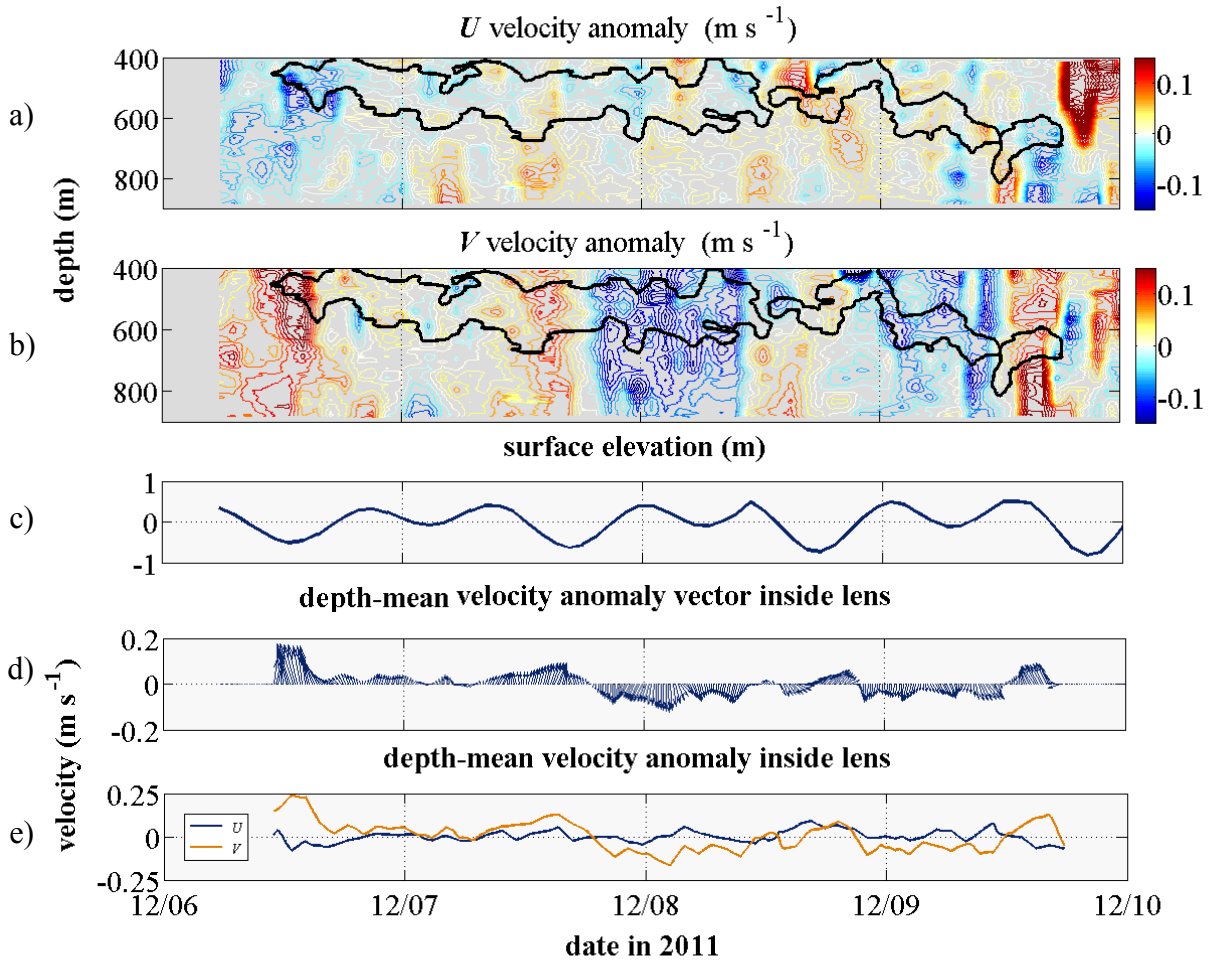 U velocity anomaly (m s -1)
a)
400
600
800
0.1
0
-0.1
depth (m)
V velocity anomaly (m s -1)
b)
400
600
800
0.1
0
-0.1
surface elevation (m)
c)
1
0
-1
depth-mean velocity anomaly vector inside lens
d)
0.2
0
-0.2
velocity (m s -1)
depth-mean velocity anomaly inside lens
e)
0.25
0
-0.25
U
V
12/06 12/07 12/08 12/09 12/10
date in 2011